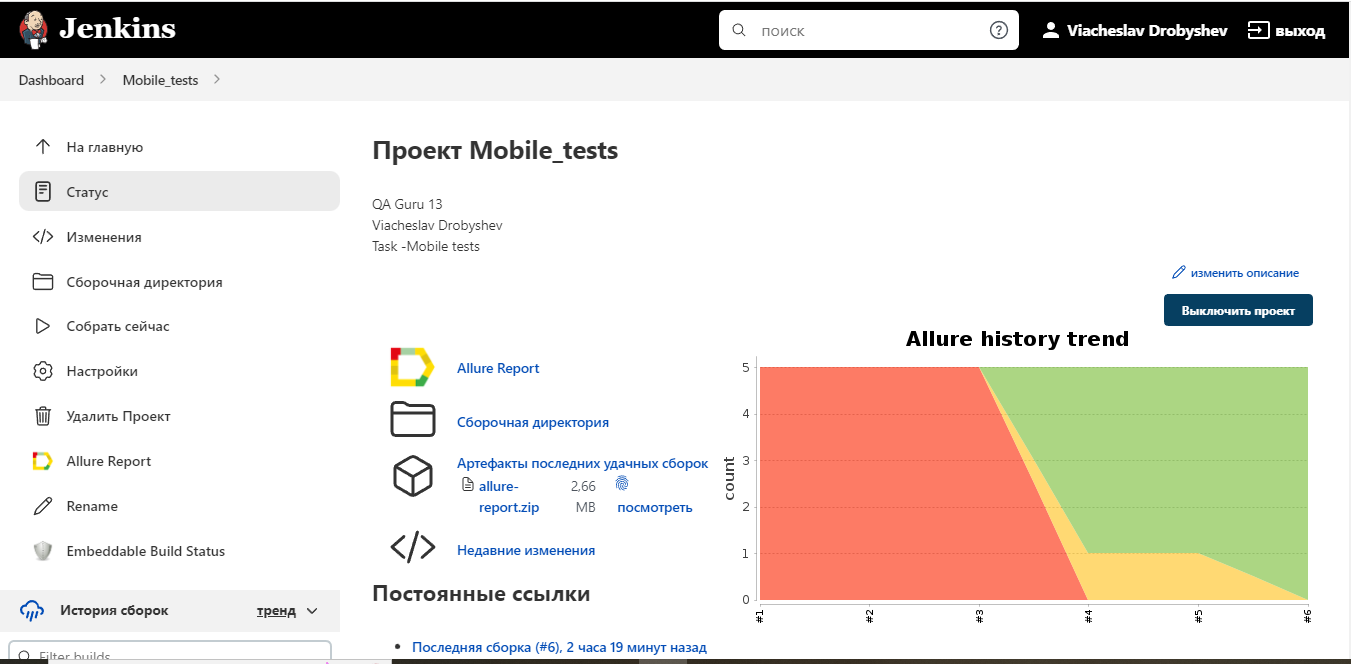 Jenkins
поиск
Viacheslav Drobyshev
выход
Dashboard
Mobile_tests
На главную
Статус
Изменения
Сборочная директория
Собрать сейчас
Настройки
Удалить Проект
Allure Report
Rename
Embeddable Build Status
История сборок
тренд
Filter builds
Проект Mobile_tests
QA Guru 13
Viacheslav Drobyshev
Task -Mobile tests
изменить описание
Выключить проект
Allure Report
Сборочная директория
Артефакты последних удачных сборок
allure-
report.zip
2,66
MB
посмотреть
Недавние изменения
Постоянные ссылки
Последняя сборка (#6), 2 часа 19 минут назад
Allure history trend
count
5
4
3
2
1
0
#1
#2
#3
#4
#5
#6